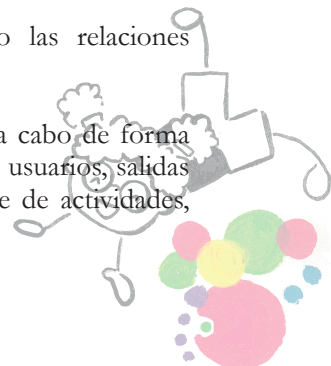 o las relaciones
a cabo de forma
usuarios, salidas
e de actividades,